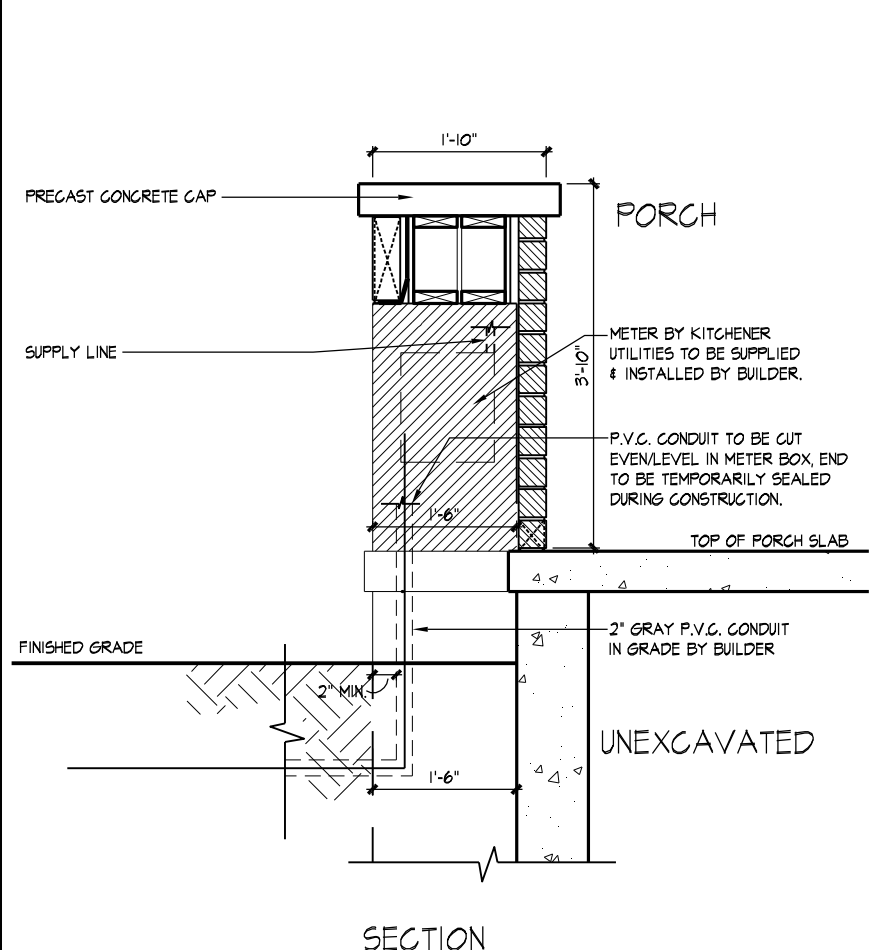 1'-10"
PRECAST CONCRETE CAP
PORCH
SUPPLY LINE
METER BY KITCHENER
UTILITIES TO BE SUPPLIED
& INSTALLED BY BUILDER.
3'-10"
P.V.C. CONDUIT TO BE CUT
EVEN/LEVEL IN METER BOX, END
TO BE TEMPORARILY SEALED
DURING CONSTRUCTION.
1'-6"
TOP OF PORCH SLAB
2" GRAY P.V.C. CONDUIT
IN GRADE BY BUILDER
FINISHED GRADE
2" MIN.
UNEXCAVATED
1'-6"
SECTION